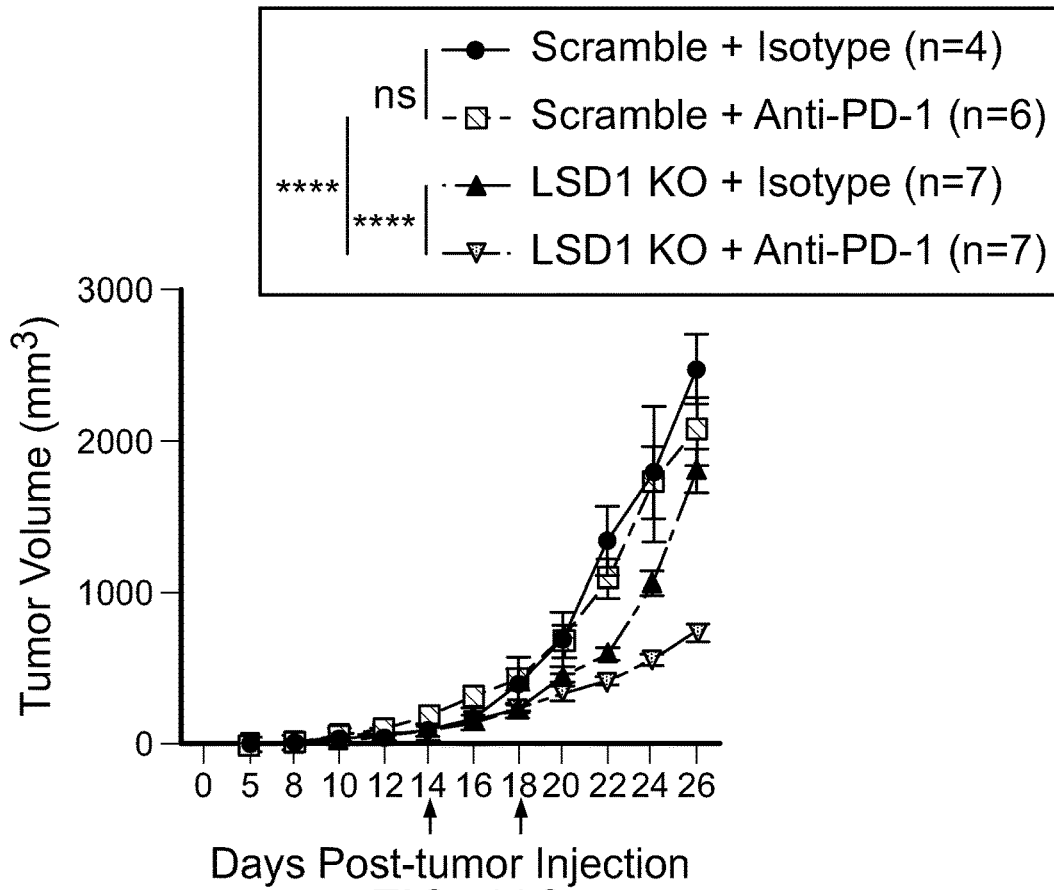 ns
****
****
Scramble + Isotype (n=4)
Scramble + Anti-PD-1 (n=6)
LSD1 KO + Isotype (n=7)
LSD1 KO + Anti-PD-1 (n=7)
Tumor Volume (mm³)
3000
2000
1000
0
0 5 8 10 12 14 16 18 20 22 24 26
Days Post-tumor Injection